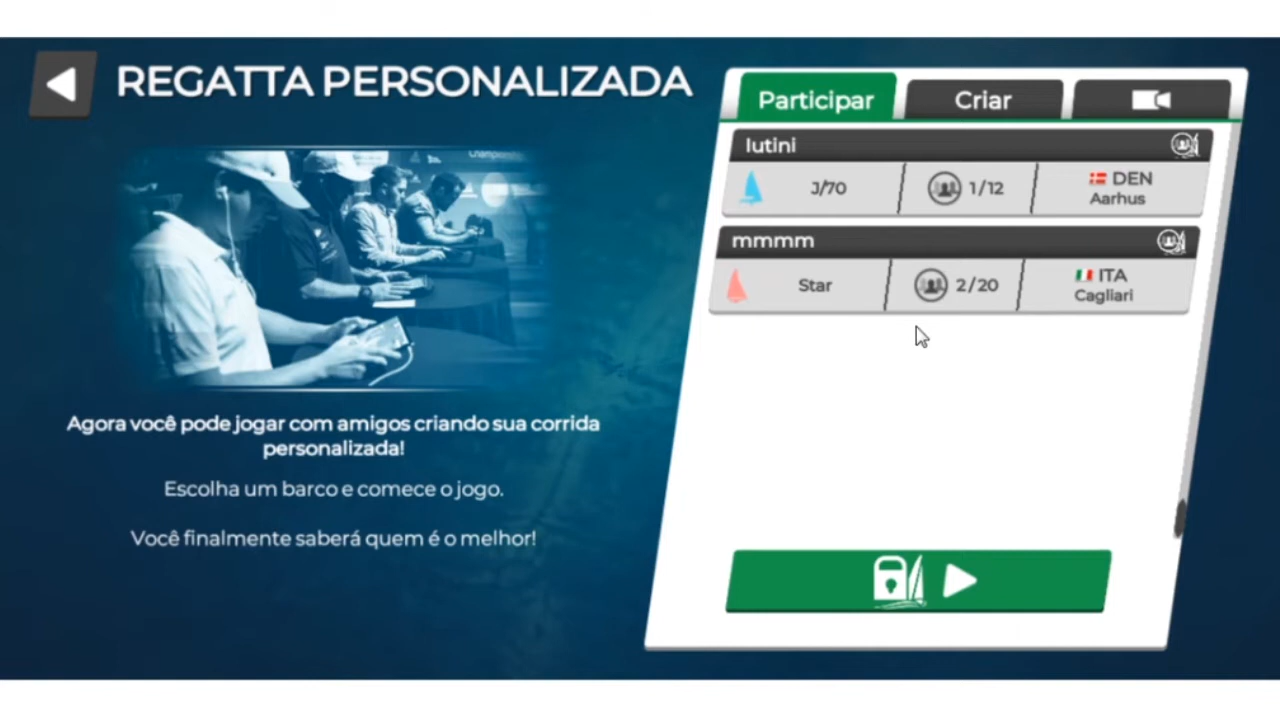 REGATTA PERSONALIZADA
Agora você pode jogar com amigos criando sua corrida
personalizada!
Escolha um barco e comece o jogo.
Você finalmente saberá quem é o melhor!
Participar
Criar
lutini
J/70
1/12
DEN
Aarhus
mmmm
Star
2/20
ITA
Cagliari